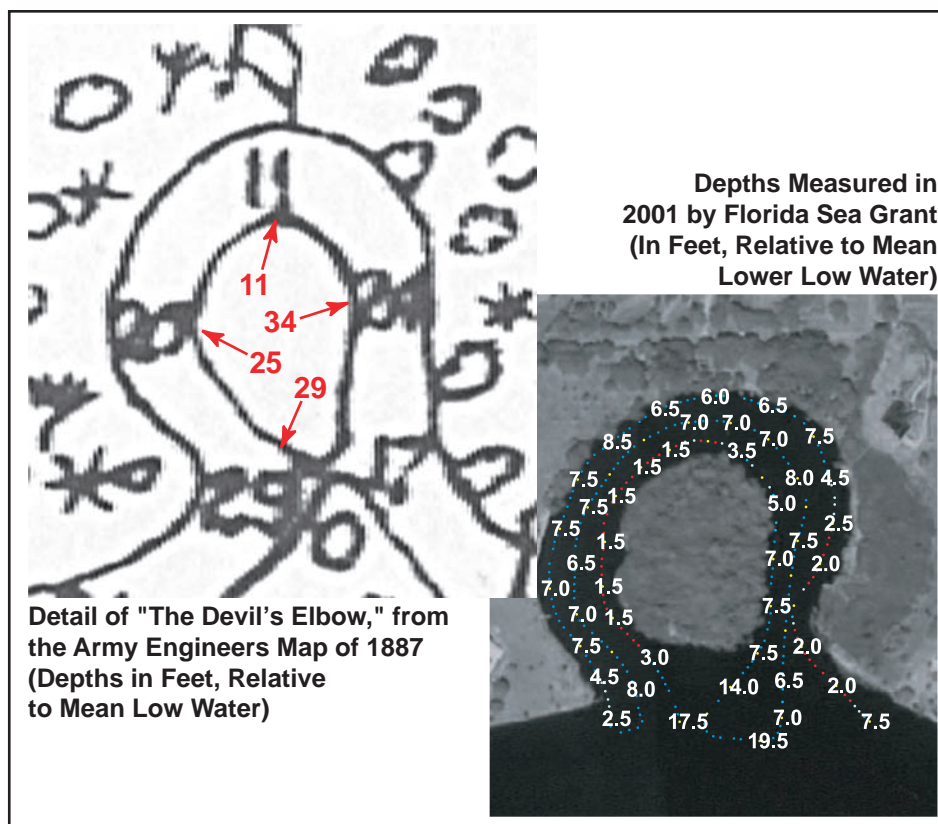 11
11
34
25
29
Detail of "The Devil's Elbow," from
the Army Engineers Map of 1887
(Depths in Feet, Relative
to Mean Low Water)
Depths Measured in
2001 by Florida Sea Grant
(In Feet, Relative to Mean
Lower Low Water)
6.0
6.5 6.5
7.0 7.0
8.5 7.0 7.5
1.5 3.5
1.5
7.5 8.0 4.5
1.5
7.5 5.0
7.5 2.5
1.5 7.5
6.5 7.0 2.0
7.0 1.5
7.0 1.5 7.5
7.5 3.0 7.5 2.0
4.5 8.0 14.0 6.5 2.0
2.5 17.5 7.0 7.5
19.5